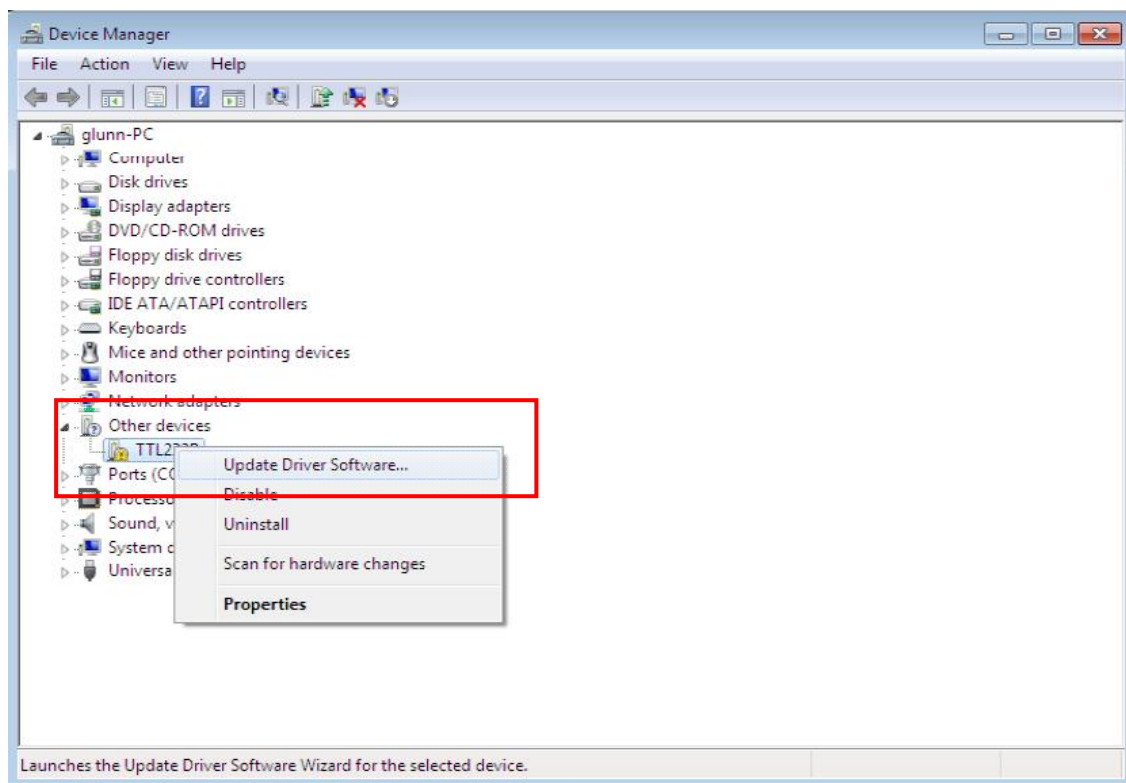 Device Manager
File Action View Help
glunn-PC
Computer
Disk drives
Display adapters
DVD/CD-ROM drives
Floppy disk drives
Floppy drive controllers
IDE ATA/ATAPI controllers
Keyboards
Mice and other pointing devices
Monitors
Network adapters
Other devices
Update Driver Software...
Ports
Disable
Sound,
Uninstall
Scan for hardware changes
Properties
Launches the Update Driver Software Wizard for the selected device.